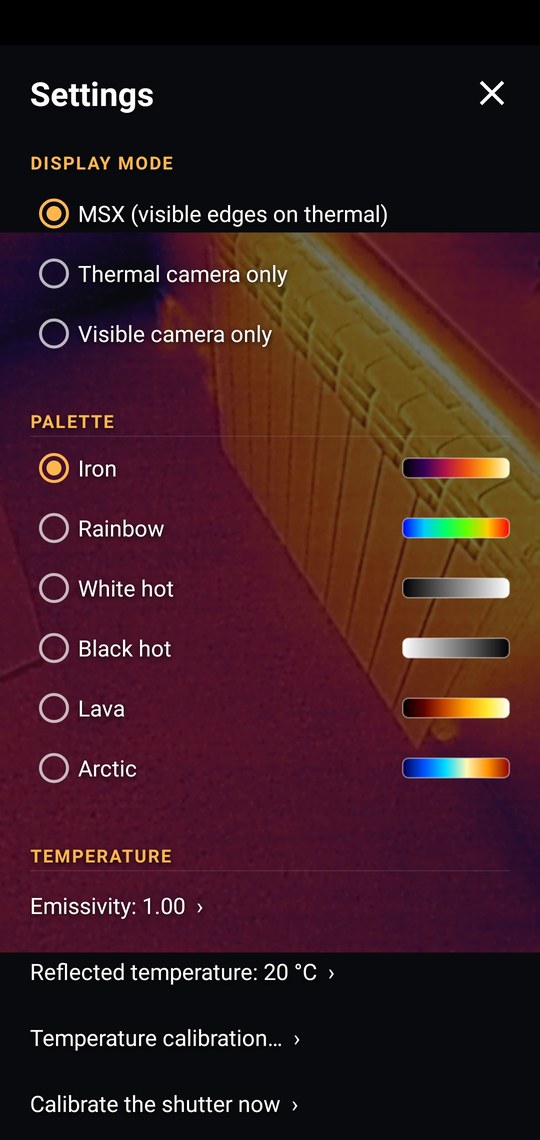 Settings
DISPLAY MODE
MSX (visible edges on thermal)
Thermal camera only
Visible camera only
PALETTE
Iron
Rainbow
White hot
Black hot
Lava
Arctic
TEMPERATURE
Emissivity: 1.00 ›
Reflected temperature: 20 °C ›
Temperature calibration... ›
Calibrate the shutter now ›